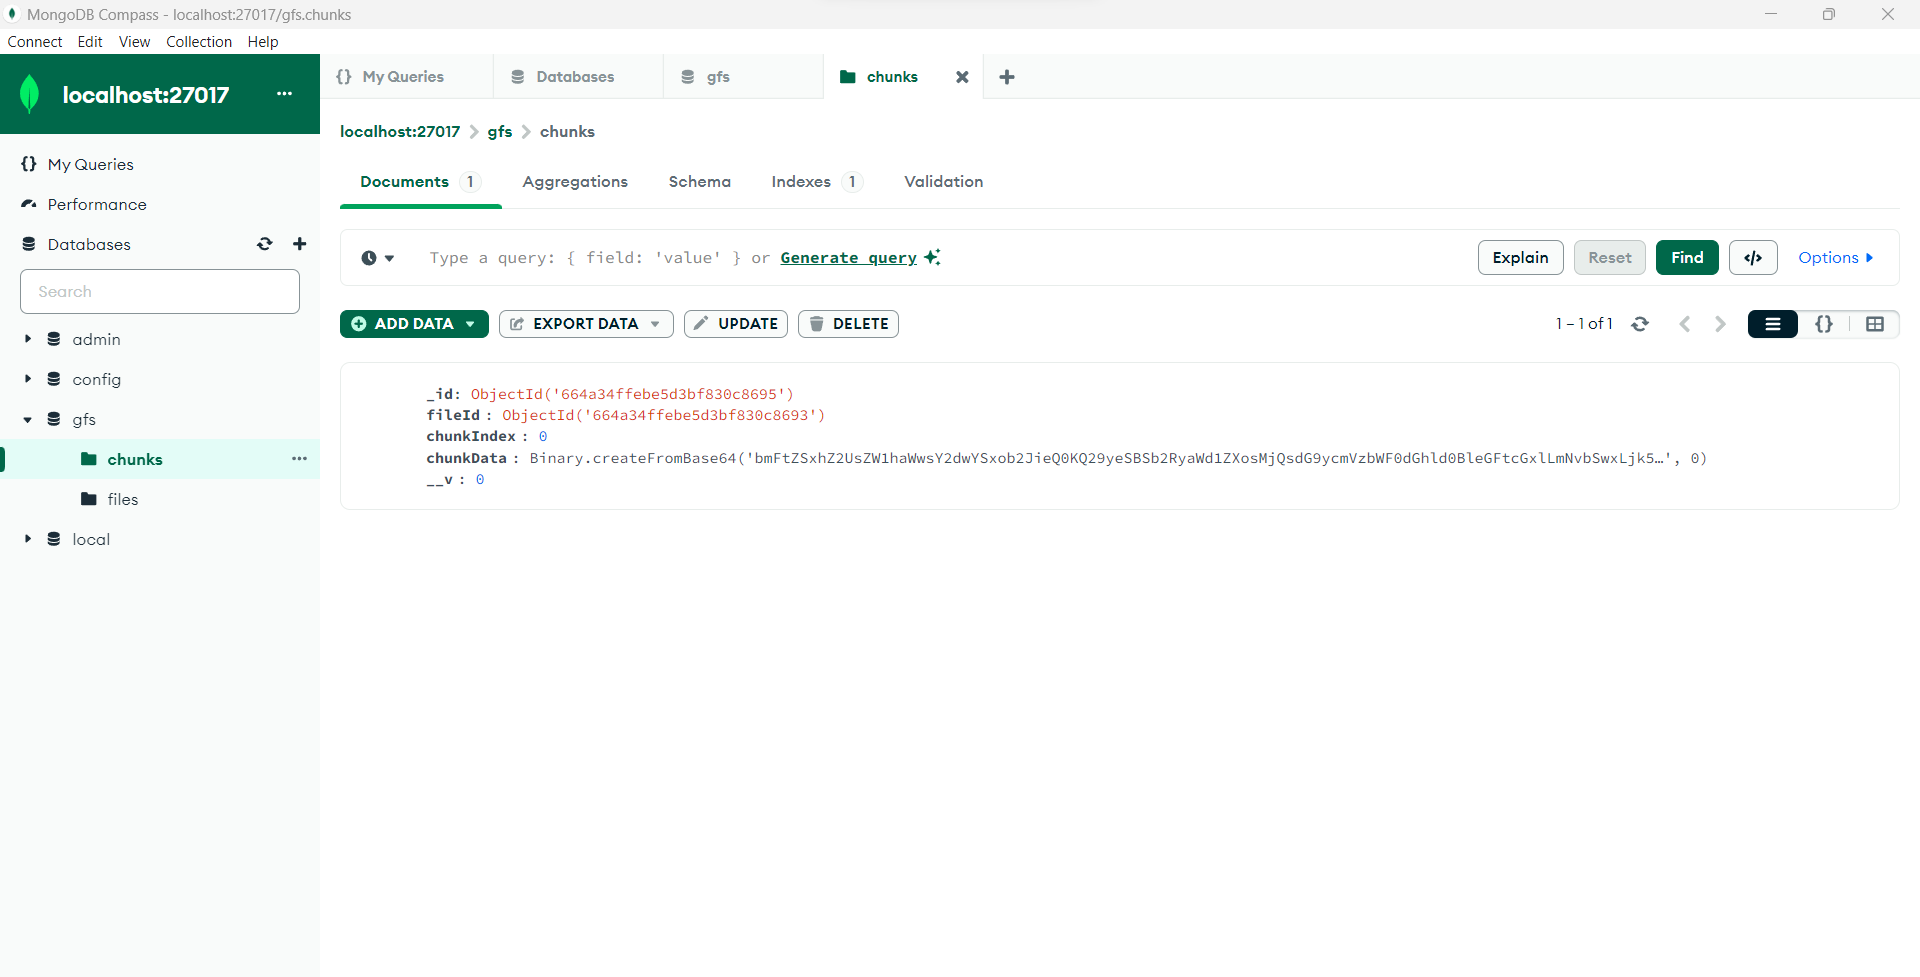 MongoDB Compass - localhost:27017/gfs.chunks
Connect Edit View Collection Help
localhost:27017 ...
{} My Queries
Performance
Databases
Search
admin
config
gfs
chunks ...
files
local
{} My Queries Databases gfs chunks
localhost:27017 > gfs > chunks
Documents 1 Aggregations Schema Indexes 1 Validation
Type a query: { field: 'value' } or Generate query
Explain Reset Find </> Options
ADD DATA EXPORT DATA UPDATE DELETE
1 – 1 of 1 {}
_id: ObjectId('664a34ffebe5d3bf830c8695')
fileId : ObjectId('664a34ffebe5d3bf830c8693')
chunkIndex : 0
chunkData : Binary.createFromBase64('bmFtZSxhZ2UsZW1haWwsY2dwYSxob2JieQ0KQ29yeSBSb2RyaWd1ZXosMjQsdG9ycmVzbWF0dGhld0BleGFtcGxlLmNvbSwxLjk5…', 0)
__v : 0